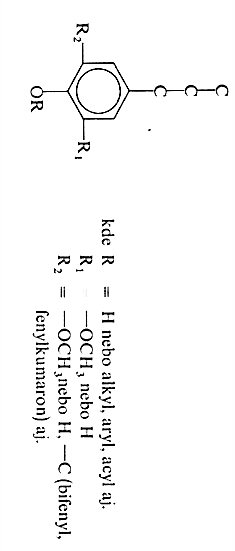 C—C—C
R₂
R₁
OR
kde R = H nebo alkyl, aryl, acyl aj.
R₁ = —OCH₃ nebo H
R₂ = —OCH₃ nebo H, —C (bifenyl,
fenylkumaron) aj.